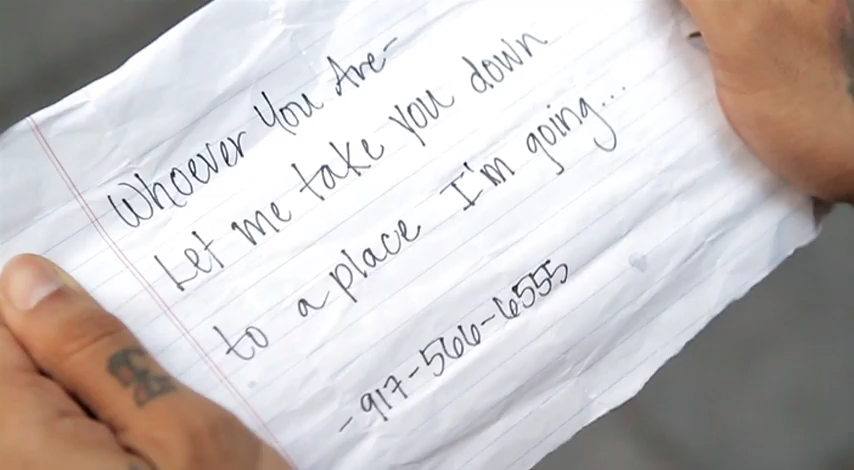 Whoever You Are-
Let me take you down
to a place I'm going...
- 917-566-6555